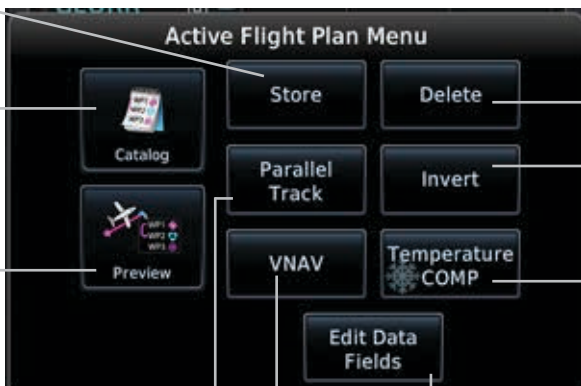 Active Flight Plan Menu
Store
Delete
Catalog
Parallel
Track
Invert
Preview
VNAV
Temperature
COMP
Edit Data
Fields